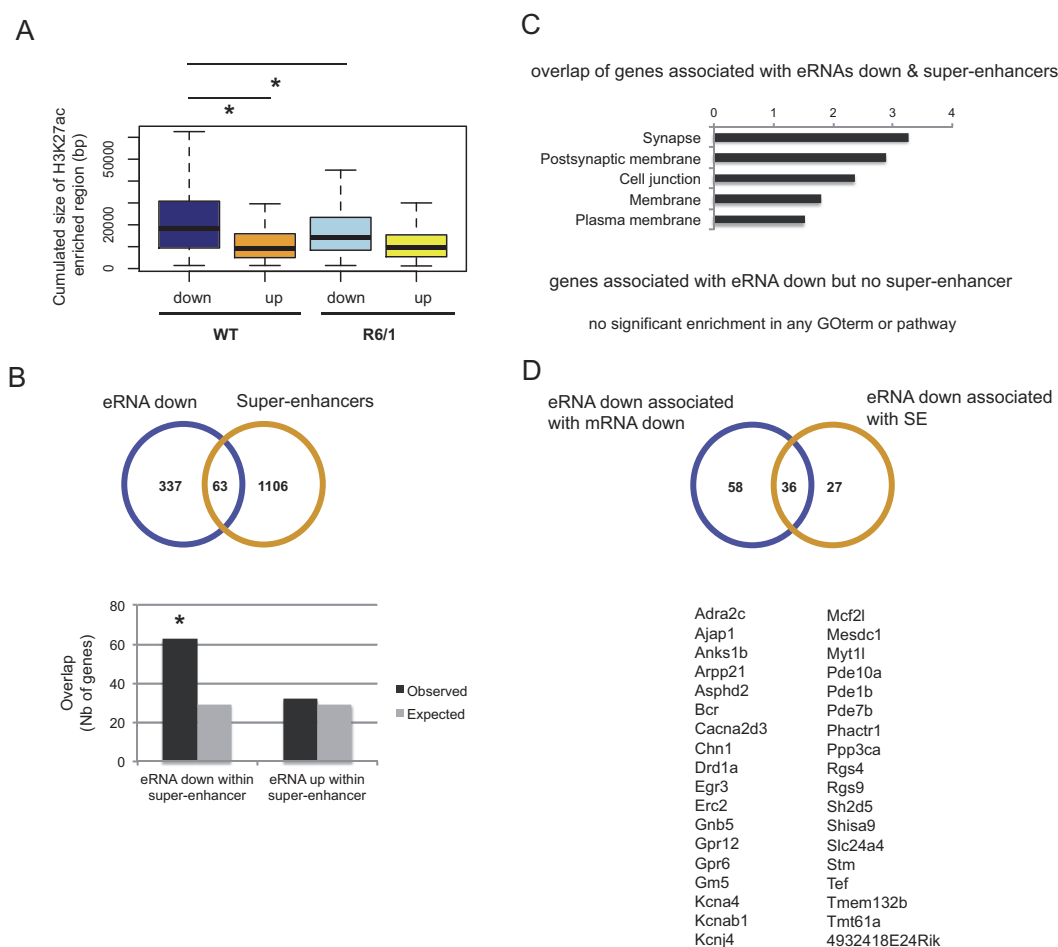 A
*
*
Cumulated size of H3K27ac
enriched region (bp)
50000
20000
0
down
up
down
up
WT
R6/1
B
eRNA down
Super-enhancers
337
63
1106
80
60
40
20
0
Overlap
(Nb of genes)
*
Observed
Expected
eRNA down within
super-enhancer
eRNA up within
super-enhancer
C
overlap of genes associated with eRNAs down & super-enhancers
0
1
2
3
4
Synapse
Postsynaptic membrane
Cell junction
Membrane
Plasma membrane
genes associated with eRNA down but no super-enhancer
no significant enrichment in any GOterm or pathway
D
eRNA down associated
with mRNA down
eRNA down associated
with SE
58
36
27
Adra2c
Ajap1
Anks1b
Arpp21
Asphd2
Bcr
Cacna2d3
Chn1
Drd1a
Egr3
Erc2
Gnb5
Gpr12
Gpr6
Gm5
Kcna4
Kcnab1
Kcnj4
Mcf2l
Mesdc1
Myt1l
Pde10a
Pde1b
Pde7b
Phactr1
Ppp3ca
Rgs4
Rgs9
Sh2d5
Shisa9
Slc24a4
Stm
Tef
Tmem132b
Tmt61a
4932418E24Rik